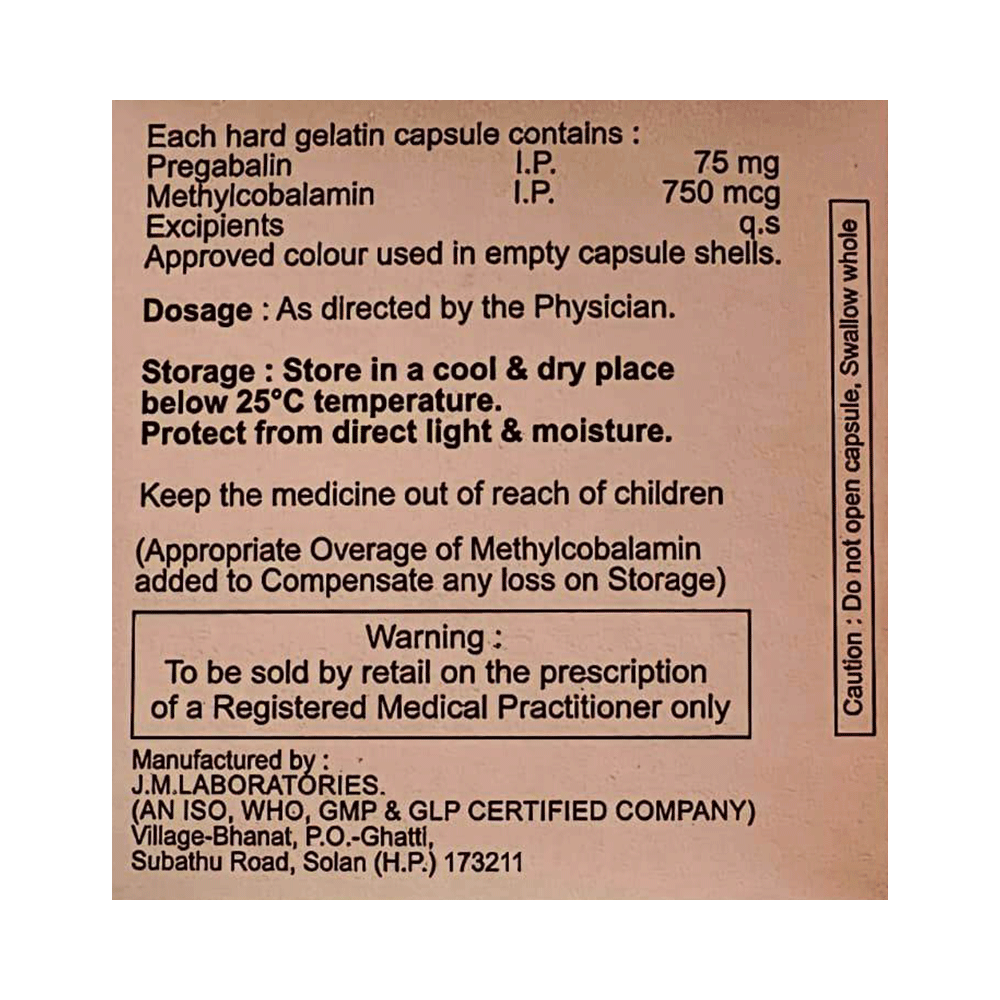 Each hard gelatin capsule contains :
Pregabalin I.P. 75 mg
Methylcobalamin I.P. 750 mcg
Excipients q.s
Approved colour used in empty capsule shells.
Dosage : As directed by the Physician.
Storage : Store in a cool & dry place
below 25°C temperature.
Protect from direct light & moisture.
Keep the medicine out of reach of children
(Appropriate Overage of Methylcobalamin
added to Compensate any loss on Storage)
Warning :
To be sold by retail on the prescription
of a Registered Medical Practitioner only
Manufactured by :
J.M.LABORATORIES.
(AN ISO, WHO, GMP & GLP CERTIFIED COMPANY)
Village-Bhanat, P.O.-Ghatti,
Subathu Road, Solan (H.P.) 173211
Caution : Do not open capsule, Swallow whole